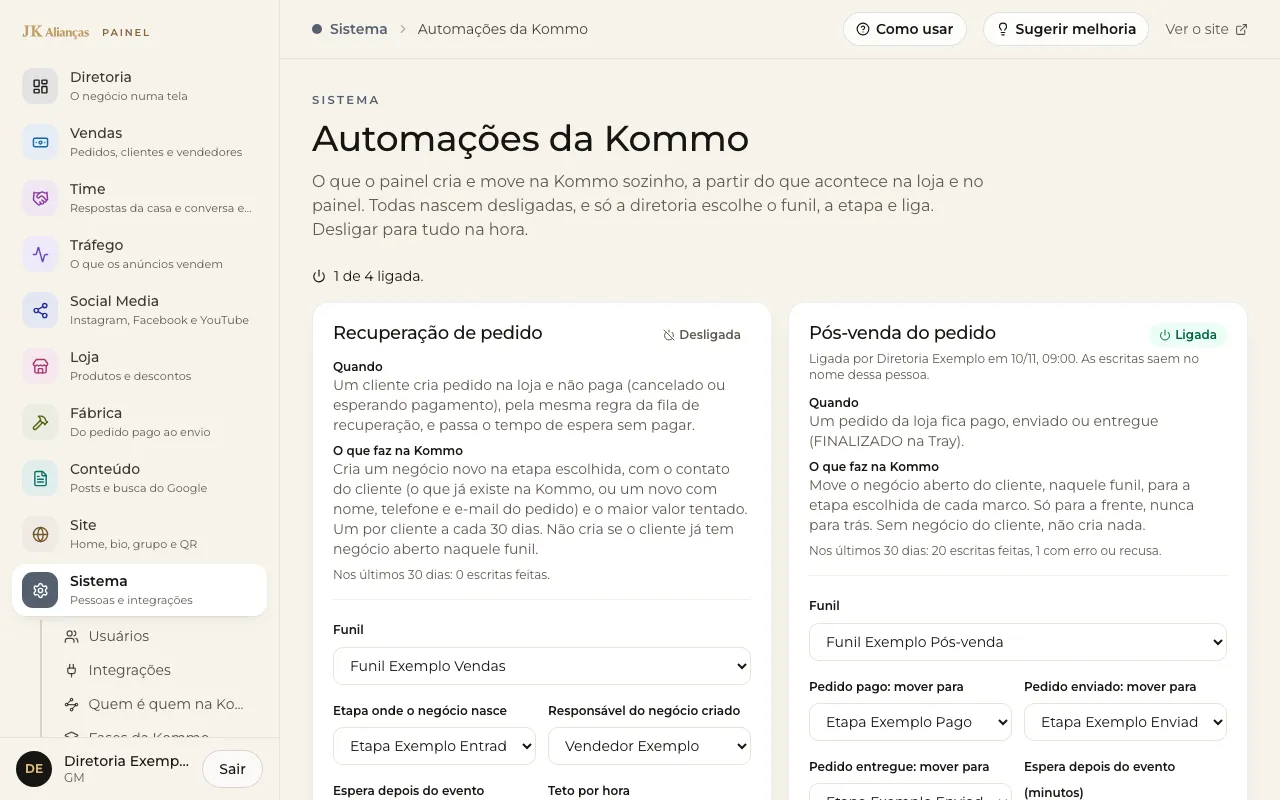 JK Alianças PAINEL
Diretoria
O negócio numa tela
Vendas
Pedidos, clientes e vendedores
Time
Respostas da casa e conversa e...
Tráfego
O que os anúncios vendem
Social Media
Instagram, Facebook e YouTube
Loja
Produtos e descontos
Fábrica
Do pedido pago ao envio
Conteúdo
Posts e busca do Google
Site
Home, bio, grupo e QR
Sistema
Pessoas e integrações
Usuários
Integrações
Quem é quem na Ko...
Fases da Kommo
DE
Diretoria Exemp...
GM
Sair
Sistema
Automações da Kommo
Como usar
Sugerir melhoria
Ver o site
SISTEMA
Automações da Kommo
O que o painel cria e move na Kommo sozinho, a partir do que acontece na loja e no
painel. Todas nascem desligadas, e só a diretoria escolhe o funil, a etapa e liga.
Desligar para tudo na hora.
1 de 4 ligada.
Recuperação de pedido
Desligada
Quando
Um cliente cria pedido na loja e não paga (cancelado ou
esperando pagamento), pela mesma regra da fila de
recuperação, e passa o tempo de espera sem pagar.
O que faz na Kommo
Cria um negócio novo na etapa escolhida, com o contato
do cliente (o que já existe na Kommo, ou um novo com
nome, telefone e e-mail do pedido) e o maior valor tentado.
Um por cliente a cada 30 dias. Não cria se o cliente já tem
negócio aberto naquele funil.
Nos últimos 30 dias: 0 escritas feitas.
Funil
Funil Exemplo Vendas
Etapa onde o negócio nasce
Responsável do negócio criado
Etapa Exemplo Entrad
Vendedor Exemplo
Espera depois do evento
Teto por hora
Pós-venda do pedido
Ligada
Ligada por Diretoria Exemplo em 10/11, 09:00. As escritas saem no
nome dessa pessoa.
Quando
Um pedido da loja fica pago, enviado ou entregue
(FINALIZADO na Tray).
O que faz na Kommo
Move o negócio aberto do cliente, naquele funil, para a
etapa escolhida de cada marco. Só para a frente, nunca
para trás. Sem negócio do cliente, não cria nada.
Nos últimos 30 dias: 20 escritas feitas, 1 com erro ou recusa.
Funil
Funil Exemplo Pós-venda
Pedido pago: mover para
Pedido enviado: mover para
Etapa Exemplo Pago
Etapa Exemplo Enviad
Pedido entregue: mover para
Espera depois do evento
(minutos)
Etapa Exemplo Enviad